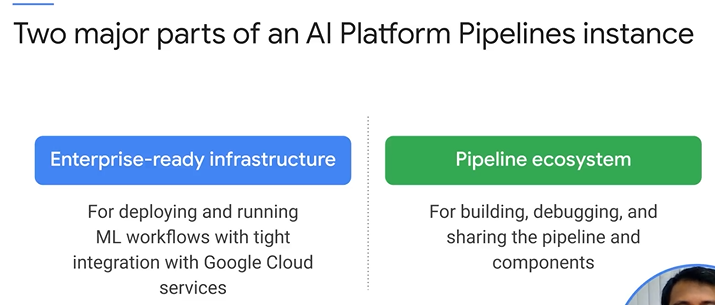 Two major parts of an AI Platform Pipelines instance
Enterprise-ready infrastructure
For deploying and running
ML workflows with tight
integration with Google Cloud
services
Pipeline ecosystem
For building, debugging, and
sharing the pipeline and
components